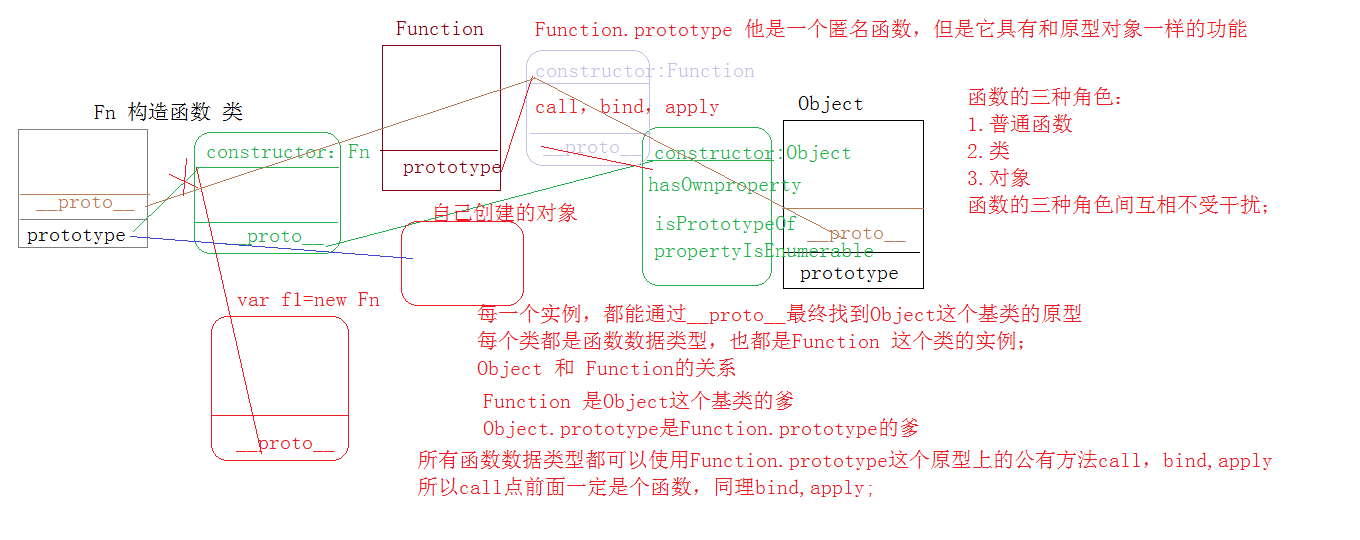 Function
Function.prototype 他是一个匿名函数，但是它具有和原型对象一样的功能
constructor:Function
call，bind，apply
__proto__
Fn 构造函数 类
__proto__
prototype
constructor：Fn
__proto__
prototype
Object
constructor:Object
hasOwnproperty
isPrototypeOf
propertyIsEnumerable
__proto__
prototype
函数的三种角色：
1.普通函数
2.类
3.对象
函数的三种角色间互相不受干扰；
自己创建的对象
var f1=new Fn
__proto__
每一个实例，都能通过__proto__最终找到Object这个基类的原型
每个类都是函数数据类型，也都是Function 这个类的实例；
Object 和 Function的关系
Function 是Object这个基类的爹
Object.prototype是Function.prototype的爹
所有函数数据类型都可以使用Function.prototype这个原型上的公有方法call，bind,apply
所以call点前面一定是个函数，同理bind,apply;